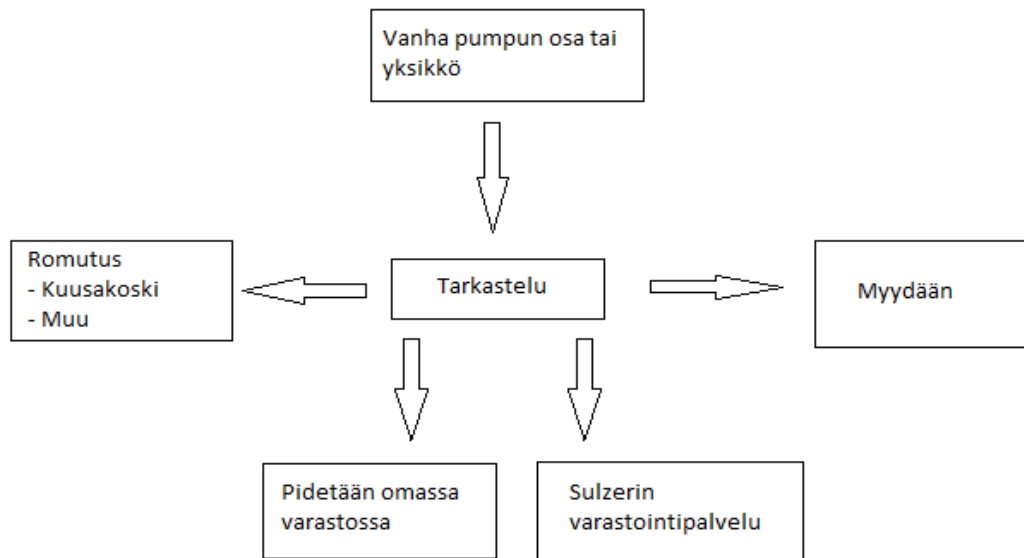 Vanha pumpun osa tai
yksikkö
Romutus
- Kuusakoski
- Muu
Tarkastelu
Myydään
Pidetään omassa
varastossa
Sulzerin
varastointipalvelu